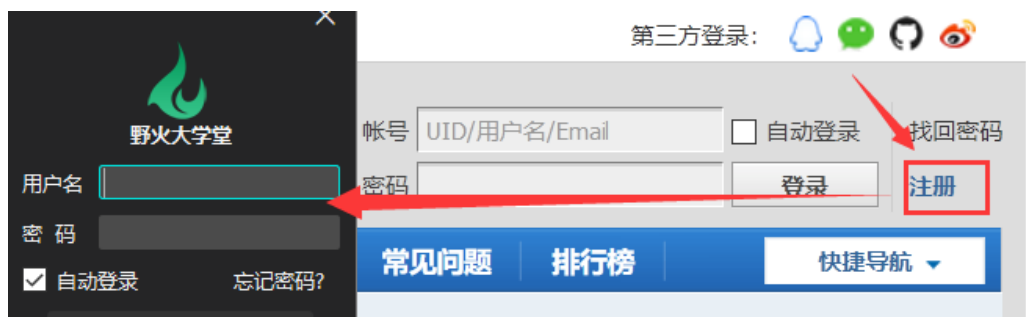 第三方登录:
野火大学堂
帐号 UID/用户名/Email 自动登录 找回密码
用户名
密码 登录 注册
密 码
自动登录 忘记密码?
常见问题 排行榜 快捷导航